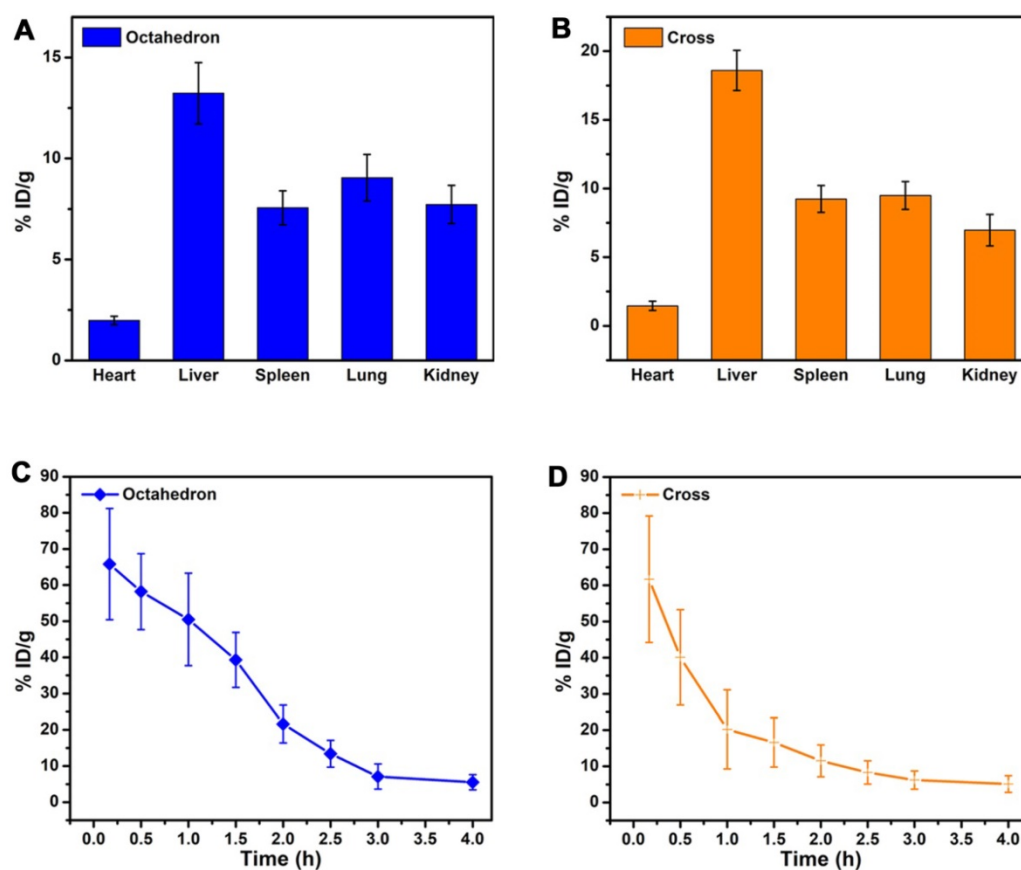 A
Octahedron
% ID/g
15
10
5
0
Heart Liver Spleen Lung Kidney
B
Cross
% ID/g
20
15
10
5
0
Heart Liver Spleen Lung Kidney
C
Octahedron
% ID/g
90
80
70
60
50
40
30
20
10
0
0.0 0.5 1.0 1.5 2.0 2.5 3.0 3.5 4.0
Time (h)
D
Cross
% ID/g
90
80
70
60
50
40
30
20
10
0
0.0 0.5 1.0 1.5 2.0 2.5 3.0 3.5 4.0
Time (h)